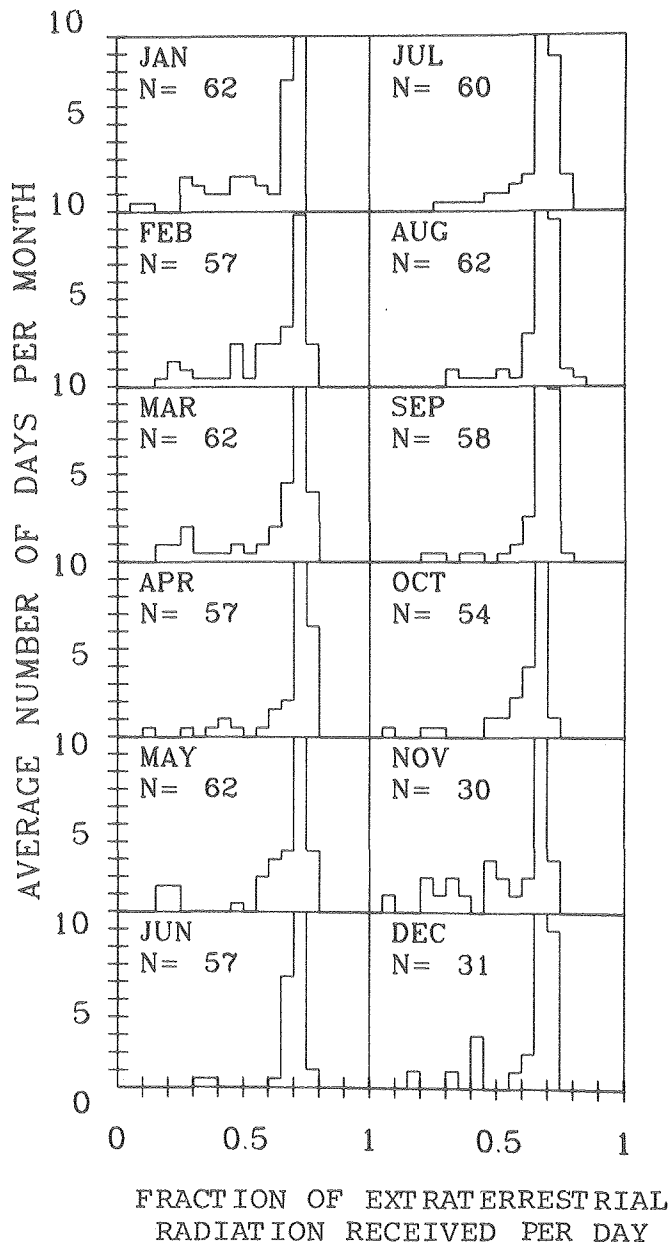 AVERAGE NUMBER OF DAYS PER MONTH
10
JAN
N= 62
5
JUL
N= 60
10
FEB
N= 57
5
AUG
N= 62
10
MAR
N= 62
5
SEP
N= 58
10
APR
N= 57
5
OCT
N= 54
10
MAY
N= 62
5
NOV
N= 30
10
JUN
N= 57
5
DEC
N= 31
0
0 0.5 1 0.5 1
FRACTION OF EXTRATERRESTRIAL
RADIATION RECEIVED PER DAY